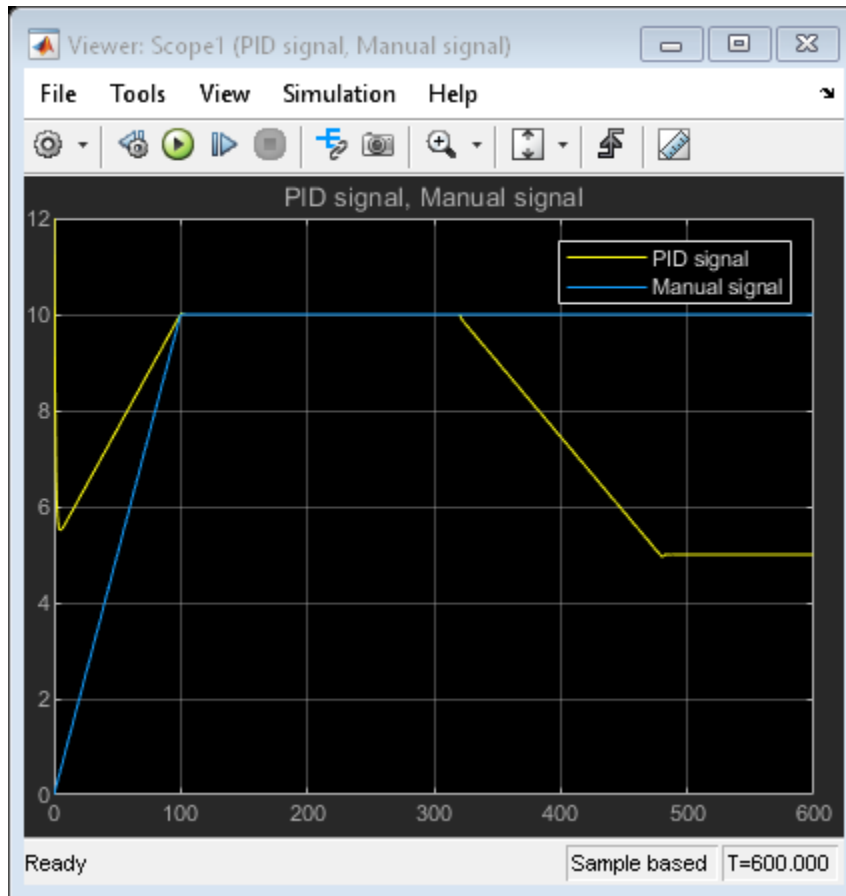 Viewer: Scope1 (PID signal, Manual signal)
File Tools View Simulation Help
PID signal, Manual signal
12
10
8
6
4
2
0
PID signal
Manual signal
0 100 200 300 400 500 600
Ready Sample based T=600.000